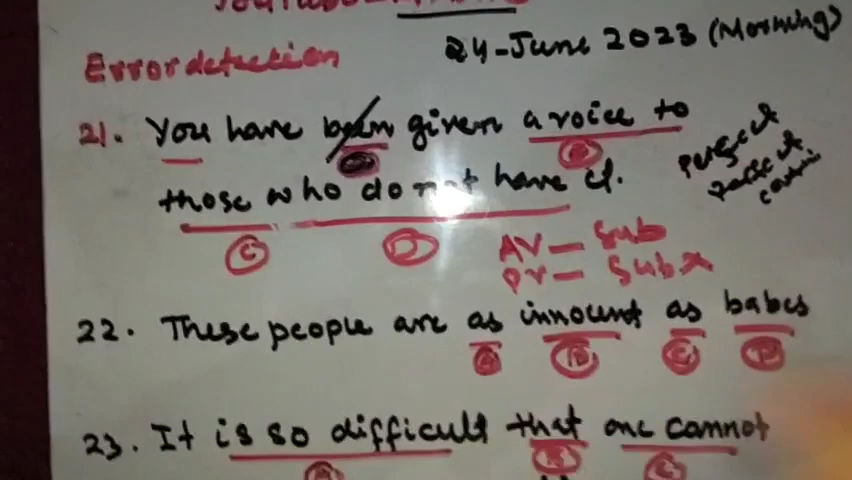 24-June 2023 (Morning)
Error detection
21. You have been given a voice to
those who do not have it.
Perfect
Perfect
C
D
AV - Sub
PV - Sub x
22. These people are as innocent as babes
A B C D
23. It is so difficult that one cannot
A B C